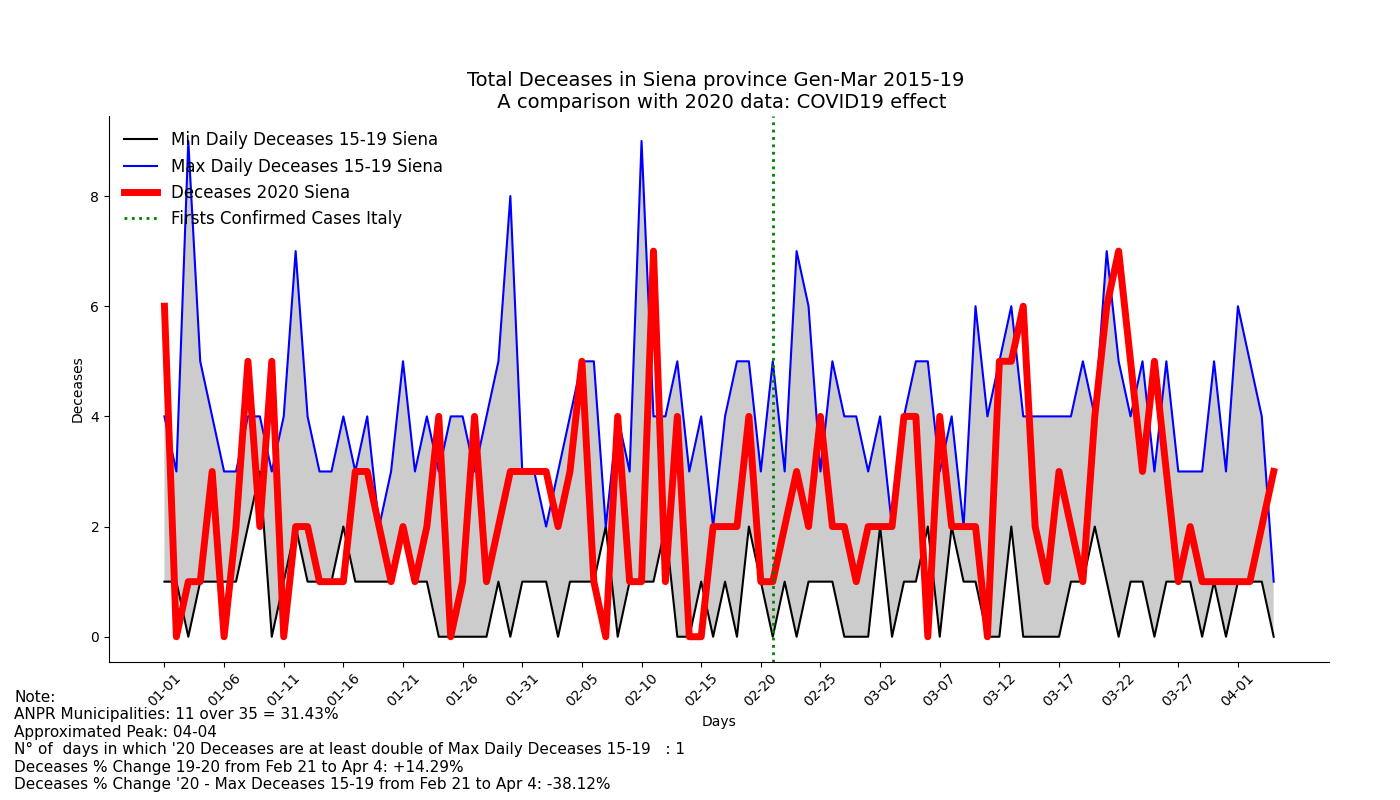 Total Deceases in Siena province Gen-Mar 2015-19
A comparison with 2020 data: COVID19 effect
Min Daily Deceases 15-19 Siena
Max Daily Deceases 15-19 Siena
Deceases 2020 Siena
Firsts Confirmed Cases Italy
Deceases
8
6
4
2
0
01-01
01-06
01-11
01-16
01-21
01-26
01-31
02-05
02-10
02-15
02-20
02-25
03-02
03-07
03-12
03-17
03-22
03-27
04-01
Days
Note:
ANPR Municipalities: 11 over 35 = 31.43%
Approximated Peak: 04-04
N° of  days in which '20 Deceases are at least double of Max Daily Deceases 15-19   : 1
Deceases % Change 19-20 from Feb 21 to Apr 4: +14.29%
Deceases % Change '20 - Max Deceases 15-19 from Feb 21 to Apr 4: -38.12%